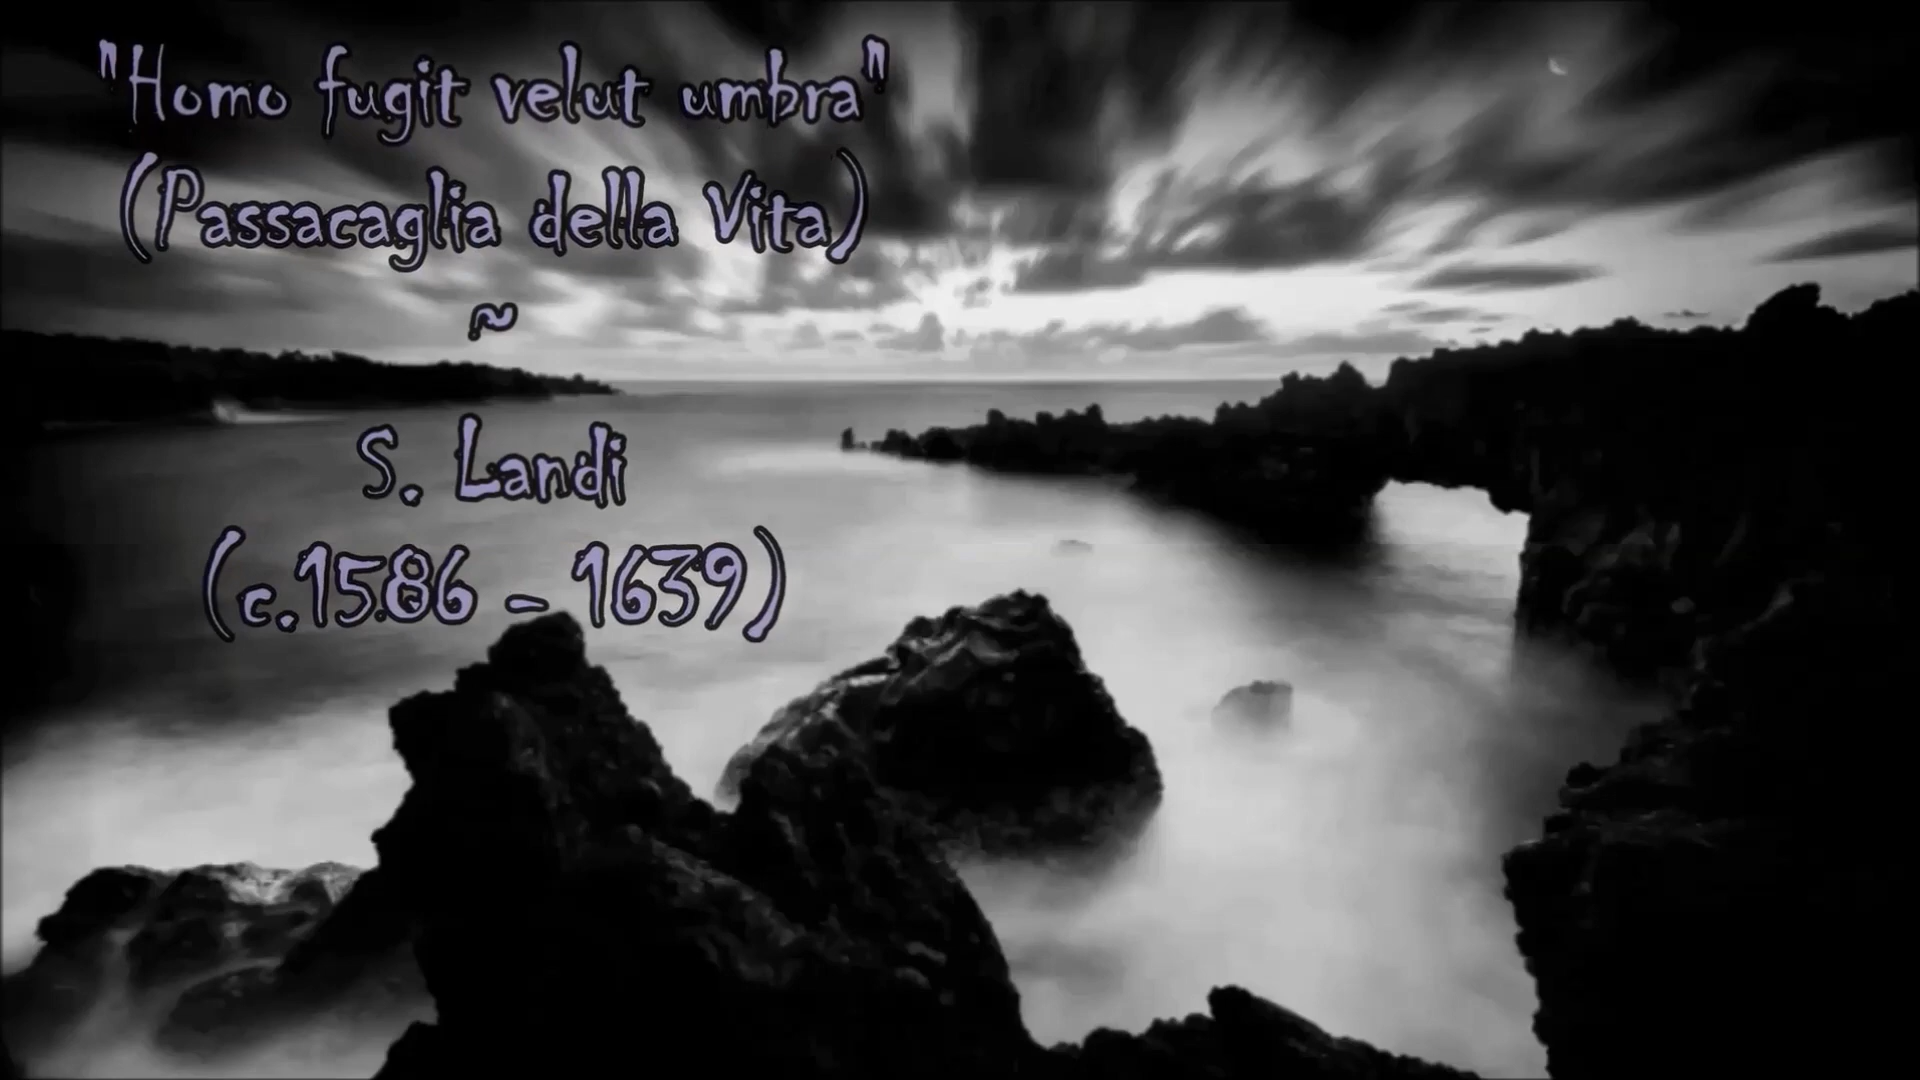 "Homo fugit velut umbra"
(Passacaglia della Vita)
~
S. Landi
(c.1586 - 1639)